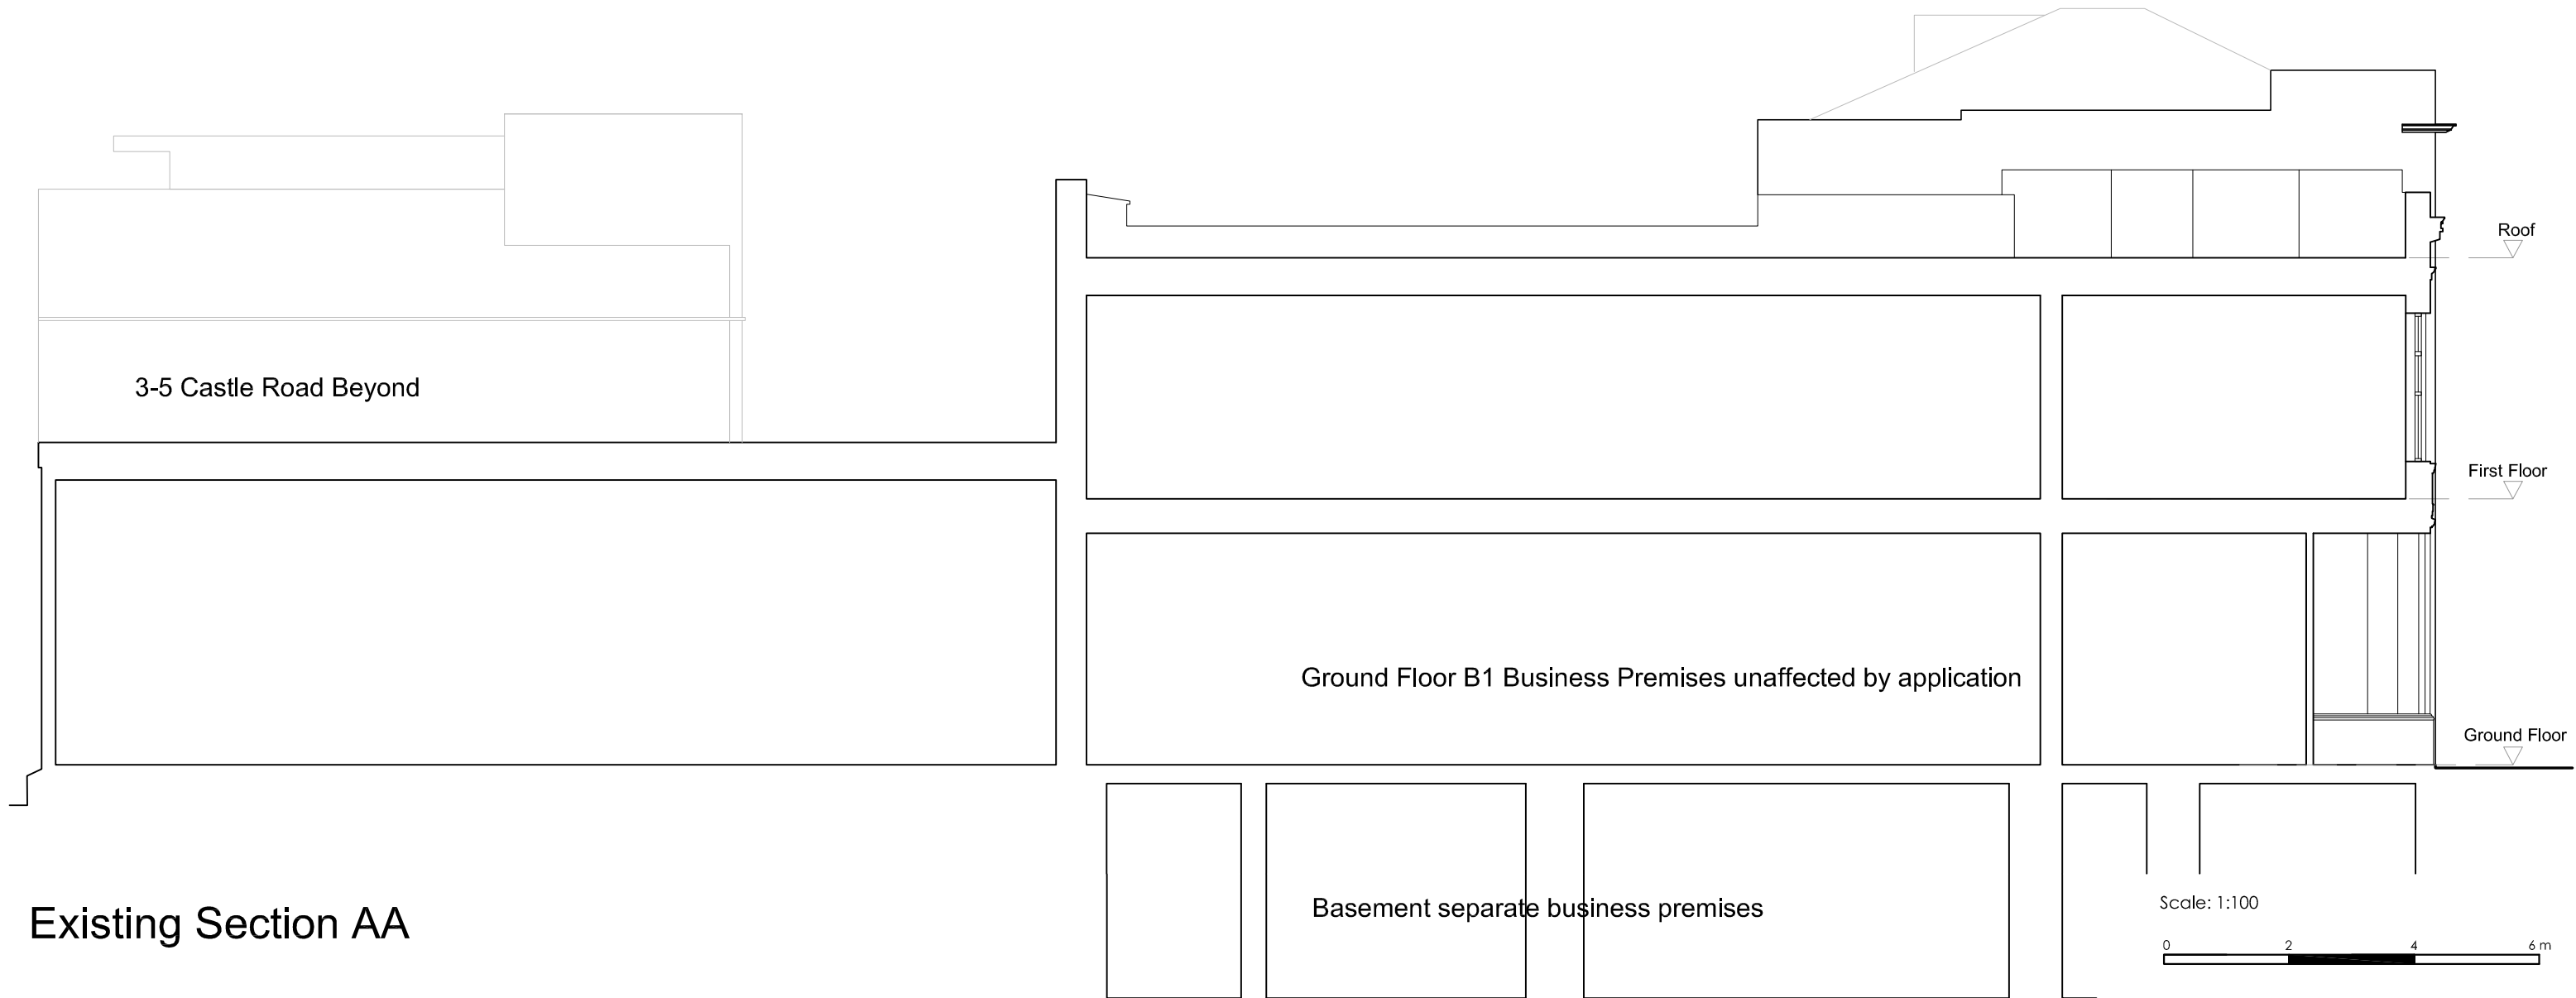 Roof
3-5 Castle Road Beyond
First Floor
Ground Floor B1 Business Premises unaffected by application
Ground Floor
Existing Section AA
Basement separate business premises
Scale: 1:100
0 2 4 6 m